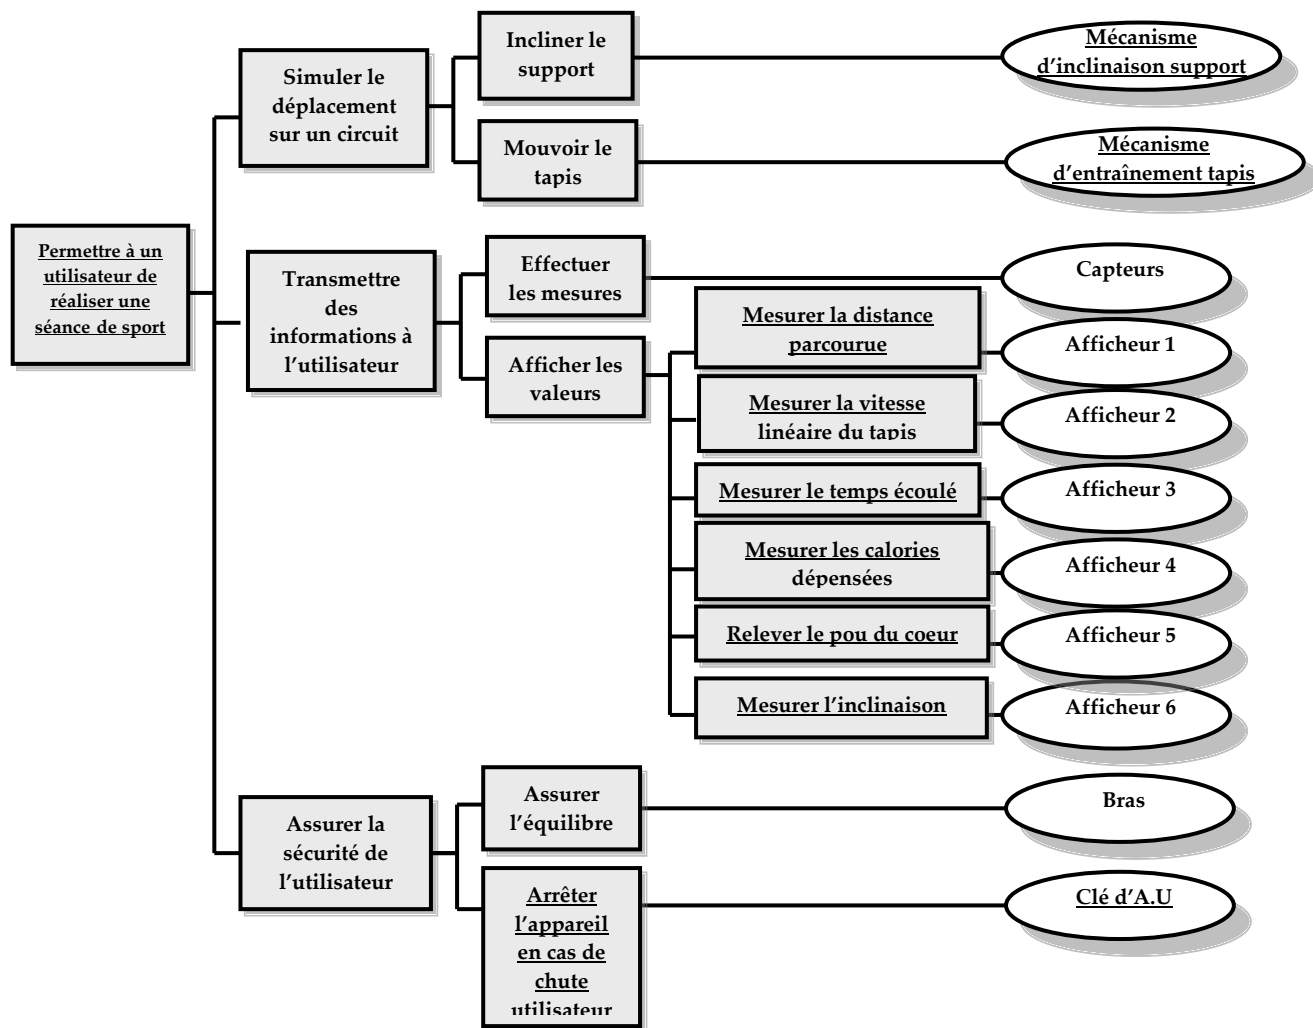 Incliner le
support
Mécanisme
d’inclinaison support
Simuler le
déplacement
sur un circuit
Mouvoir le
tapis
Mécanisme
d’entraînement tapis
Permettre à un
utilisateur de
réaliser une
séance de sport
Transmettre
des
informations à
l’utilisateur
Effectuer
les mesures
Capteurs
Afficher les
valeurs
Mesurer la distance
parcourue
Afficheur 1
Mesurer la vitesse
linéaire du tapis
Afficheur 2
Mesurer le temps écoulé
Afficheur 3
Mesurer les calories
dépensées
Afficheur 4
Relever le pou du coeur
Afficheur 5
Mesurer l’inclinaison
Afficheur 6
Assurer la
sécurité de
l’utilisateur
Assurer
l’équilibre
Bras
Arrêter
l’appareil
en cas de
chute
utilisateur
Clé d’A.U